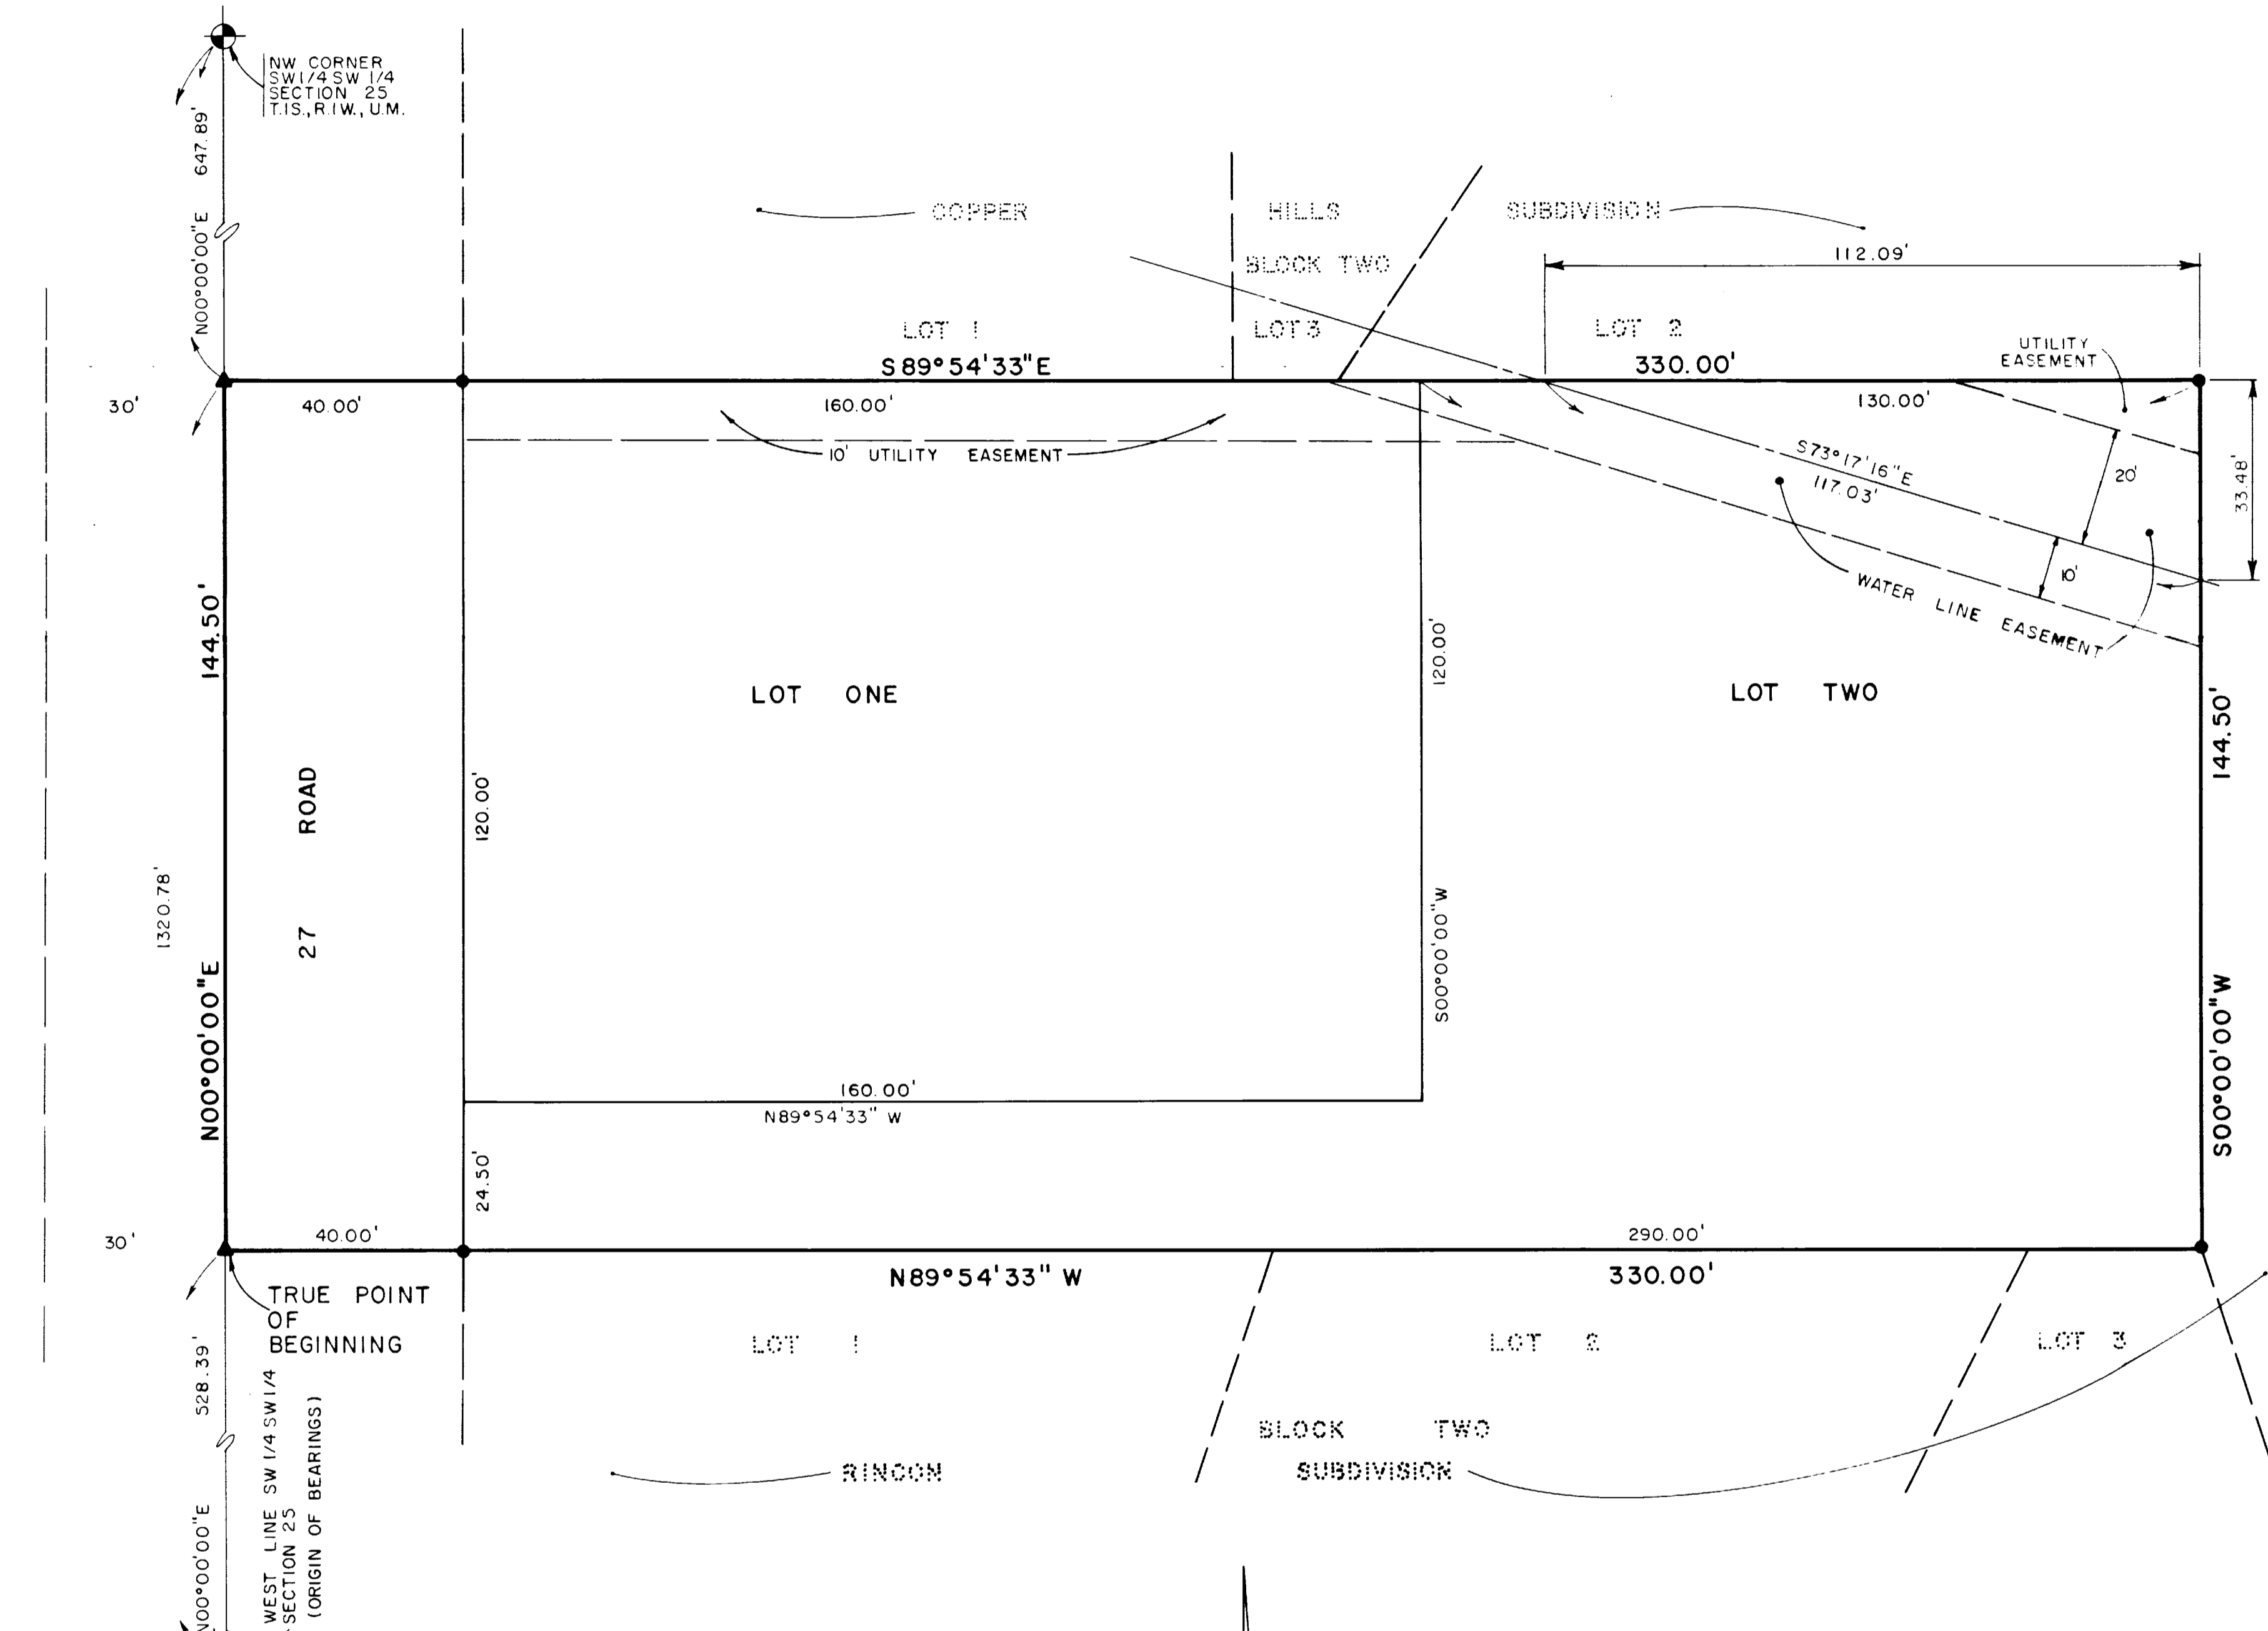 NW CORNER
SW1/4 SW 1/4
SECTION 25
T.1S., R.1W., U.M.
647.89'
N00°00'00"E
COPPER HILLS SUBDIVISION
BLOCK TWO
112.09'
LOT 1
LOT 3
LOT 2
UTILITY
EASEMENT
S89°54'33"E
330.00'
30'
40.00'
160.00'
130.00'
10' UTILITY EASEMENT
S73°17'16"E
117.03'
20'
33.48'
10'
WATER LINE EASEMENT
144.50'
120.00'
LOT ONE
LOT TWO
144.50'
27 ROAD
120.00'
1320.78'
S00°00'00"W
N00°00'00"E
S00°00'00"W
160.00'
N89°54'33" W
24.50'
30'
40.00'
290.00'
N89°54'33" W
330.00'
TRUE POINT
OF
BEGINNING
LOT 1
LOT 2
LOT 3
528.39'
BLOCK TWO
RINCON SUBDIVISION
N00°00'00"E
WEST LINE SW 1/4 SW 1/4
SECTION 25
(ORIGIN OF BEARINGS)